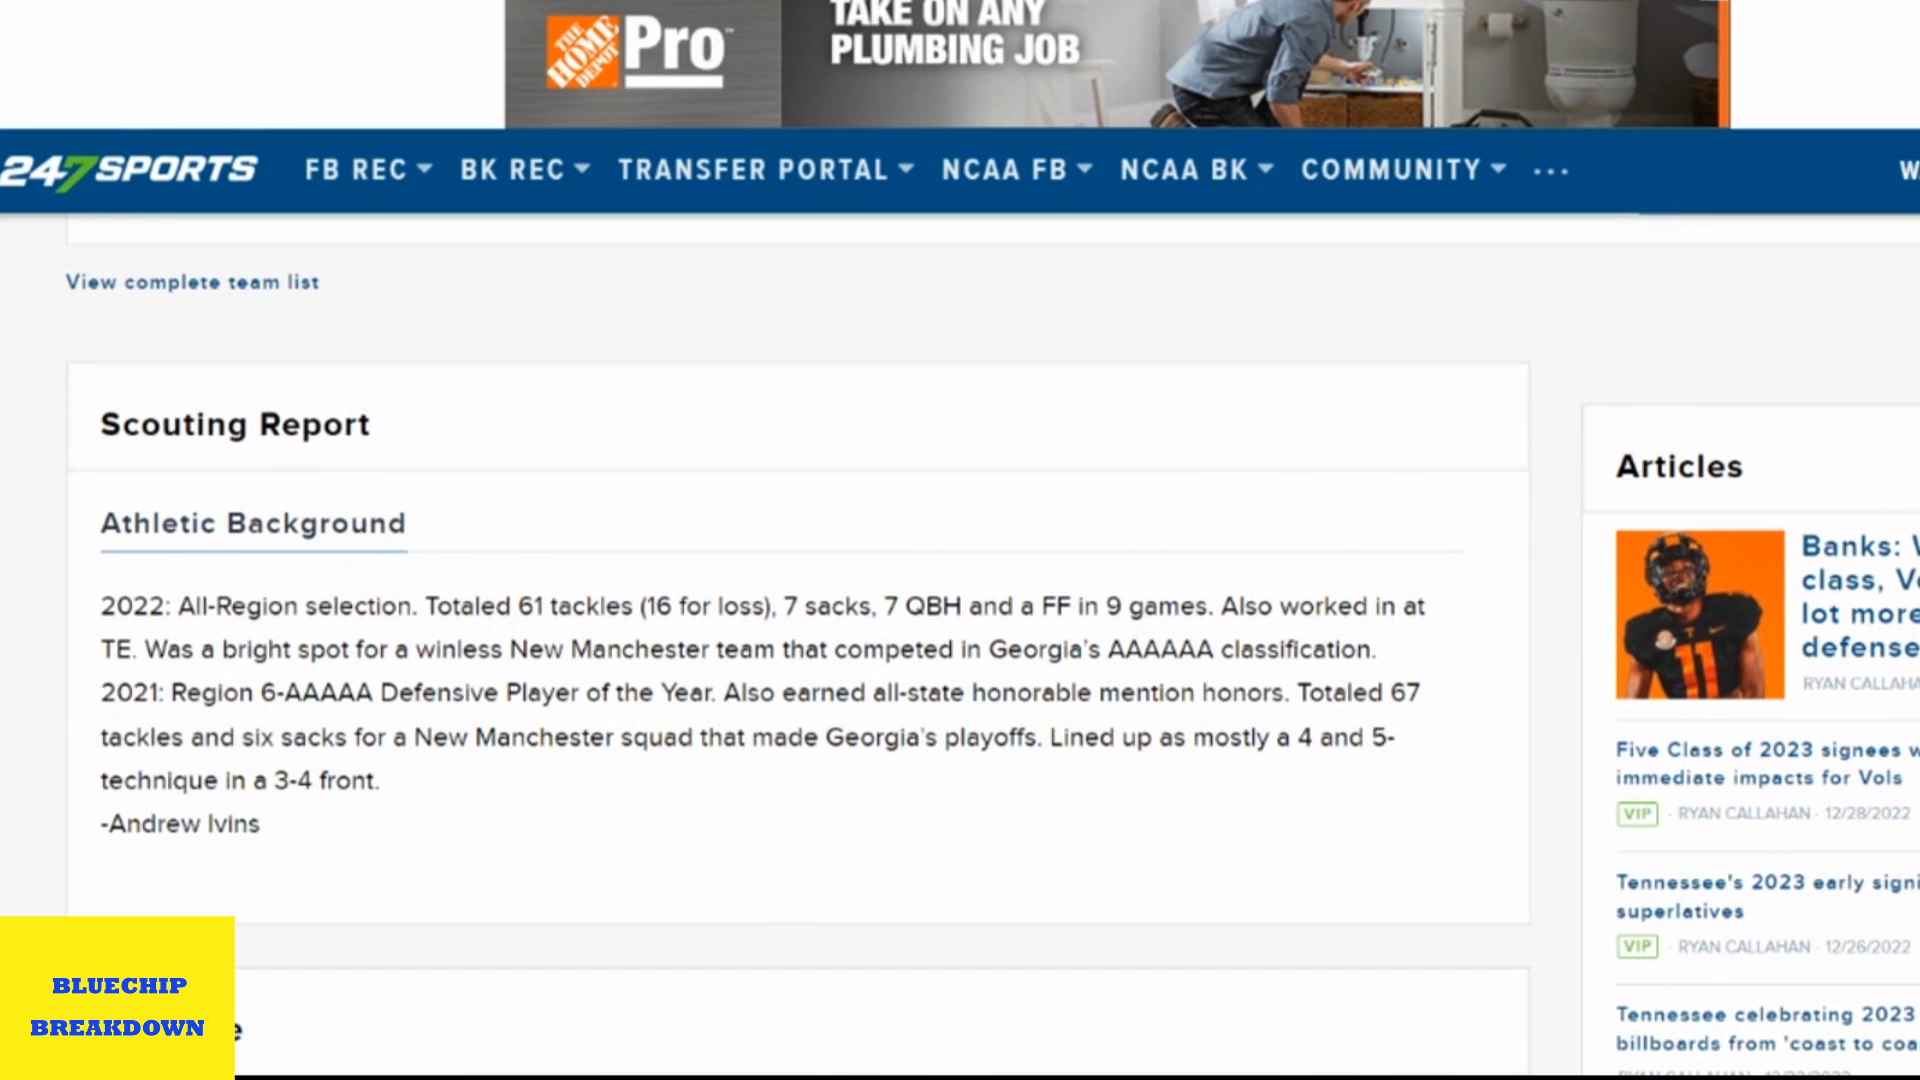 THE HOME DEPOT Pro™
TAKE ON ANY
PLUMBING JOB
247SPORTS FB REC BK REC TRANSFER PORTAL NCAA FB NCAA BK COMMUNITY ...
View complete team list
Scouting Report
Athletic Background
2022: All-Region selection. Totaled 61 tackles (16 for loss), 7 sacks, 7 QBH and a FF in 9 games. Also worked in at
TE. Was a bright spot for a winless New Manchester team that competed in Georgia's AAAAAA classification.
2021: Region 6-AAAAA Defensive Player of the Year. Also earned all-state honorable mention honors. Totaled 67
tackles and six sacks for a New Manchester squad that made Georgia's playoffs. Lined up as mostly a 4 and 5-
technique in a 3-4 front.
-Andrew Ivins
Articles
Banks:
class,
lot more
defense
RYAN
Five Class of 2023 signees
immediate impacts for Vols
VIP · RYAN CALLAHAN · 12/28/2022
Tennessee's 2023 early
superlatives
VIP · RYAN CALLAHAN · 12/26/2022
Tennessee celebrating 2023
billboards from 'coast to
BLUECHIP
BREAKDOWN